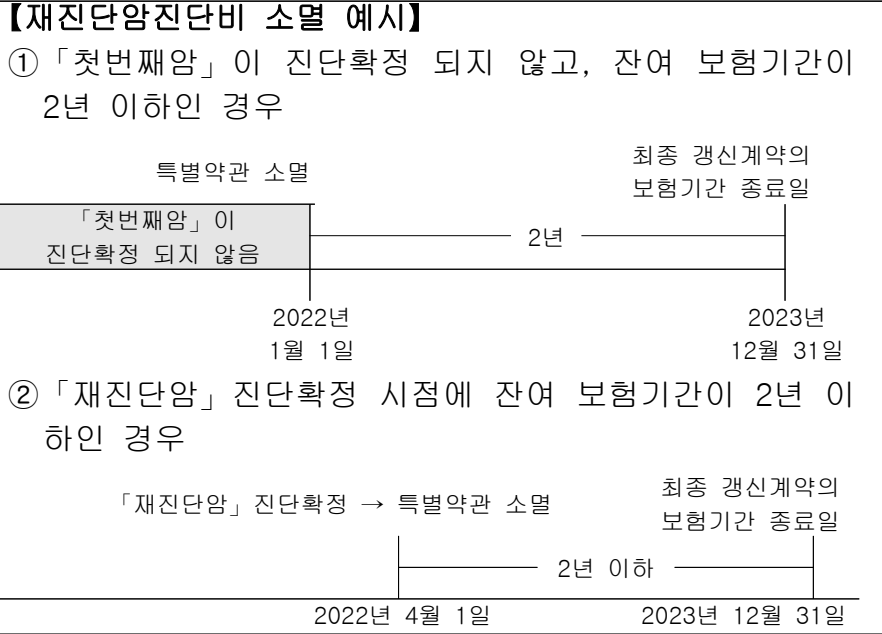 【재진단암진단비 소멸 예시】
①「첫번째암」이 진단확정 되지 않고, 잔여 보험기간이
2년 이하인 경우
특별약관 소멸
최종 갱신계약의
보험기간 종료일
「첫번째암」이
진단확정 되지 않음
2년
2022년
1월 1일
2023년
12월 31일
②「재진단암」진단확정 시점에 잔여 보험기간이 2년 이
하인 경우
「재진단암」진단확정 → 특별약관 소멸
최종 갱신계약의
보험기간 종료일
2년 이하
2022년 4월 1일
2023년 12월 31일